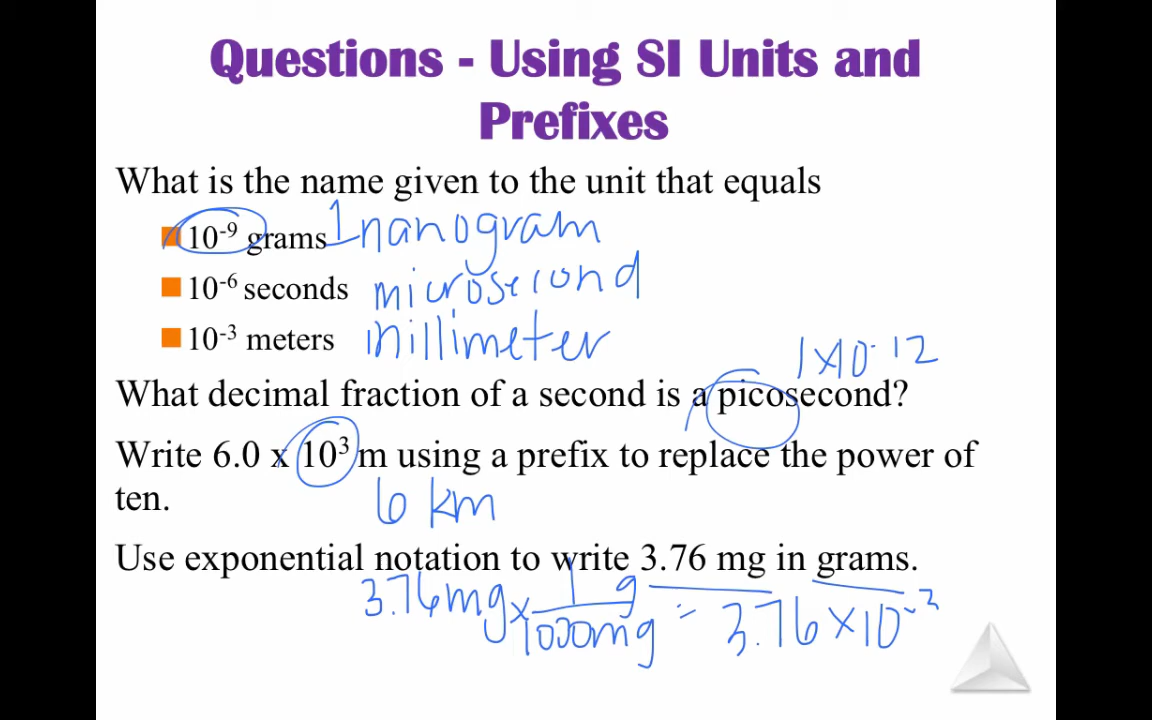 Questions - Using SI Units and
Prefixes
What is the name given to the unit that equals
10⁻⁹ grams 1 nanogram
10⁻⁶ seconds microsecond
10⁻³ meters millimeter
1x10⁻¹²
What decimal fraction of a second is a picosecond?
Write 6.0 x 10³ m using a prefix to replace the power of
ten.
6 km
Use exponential notation to write 3.76 mg in grams.
3.76mg x 1 g / 1000mg = 3.76 x 10⁻³